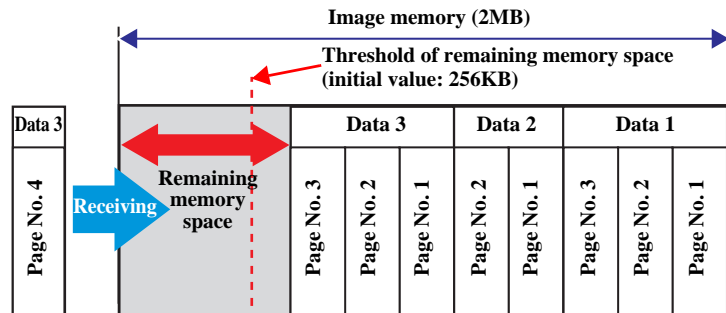 Image memory (2MB)
Threshold of remaining memory space
(initial value: 256KB)
Data 3
Data 3
Data 2
Data 1
Page No. 4
Receiving
Remaining
memory
space
Page No. 3
Page No. 2
Page No. 1
Page No. 2
Page No. 1
Page No. 3
Page No. 2
Page No. 1